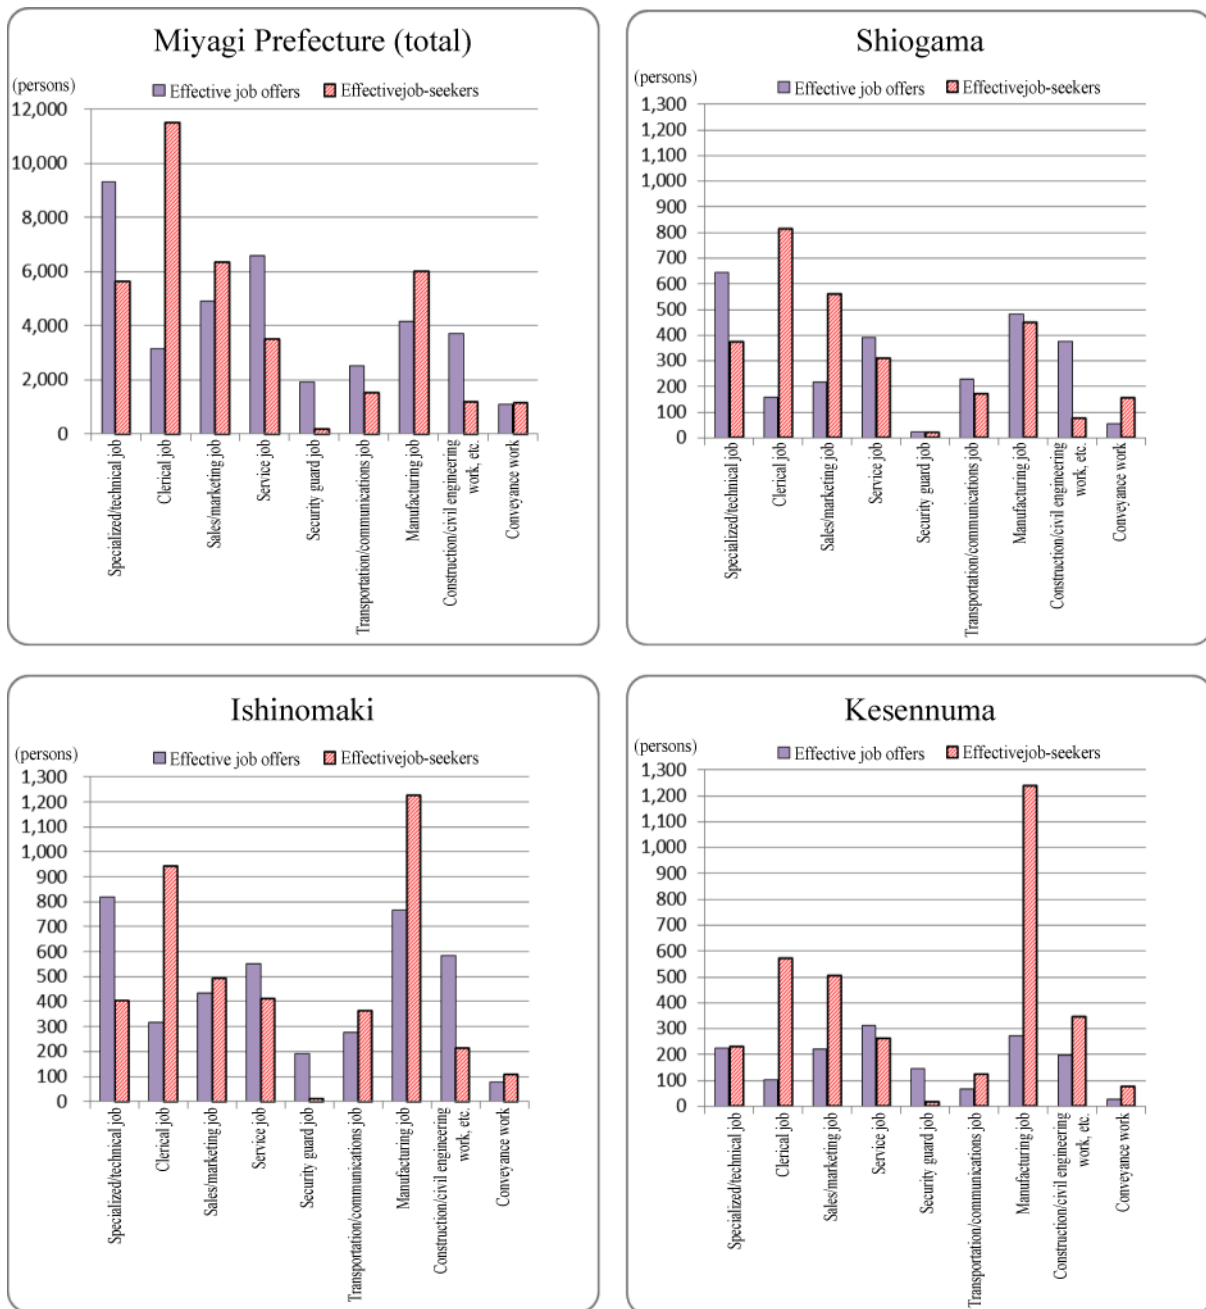 Miyagi Prefecture (total)
(persons)
Effective job offers
Effectivejob-seekers
12,000
10,000
8,000
6,000
4,000
2,000
0
Specialized/technical job
Clerical job
Sales/marketing job
Service job
Security guard job
Transportation/communications job
Manufacturing job
Construction/civil engineering
work, etc.
Conveyance work
Shiogama
(persons)
Effective job offers
Effectivejob-seekers
1,300
1,200
1,100
1,000
900
800
700
600
500
400
300
200
100
0
Specialized/technical job
Clerical job
Sales/marketing job
Service job
Security guard job
Transportation/communications job
Manufacturing job
Construction/civil engineering
work, etc.
Conveyance work
Ishinomaki
(persons)
Effective job offers
Effectivejob-seekers
1,300
1,200
1,100
1,000
900
800
700
600
500
400
300
200
100
0
Specialized/technical job
Clerical job
Sales/marketing job
Service job
Security guard job
Transportation/communications job
Manufacturing job
Construction/civil engineering
work, etc.
Conveyance work
Kesennuma
(persons)
Effective job offers
Effectivejob-seekers
1,300
1,200
1,100
1,000
900
800
700
600
500
400
300
200
100
0
Specialized/technical job
Clerical job
Sales/marketing job
Service job
Security guard job
Transportation/communications job
Manufacturing job
Construction/civil engineering
work, etc.
Conveyance work